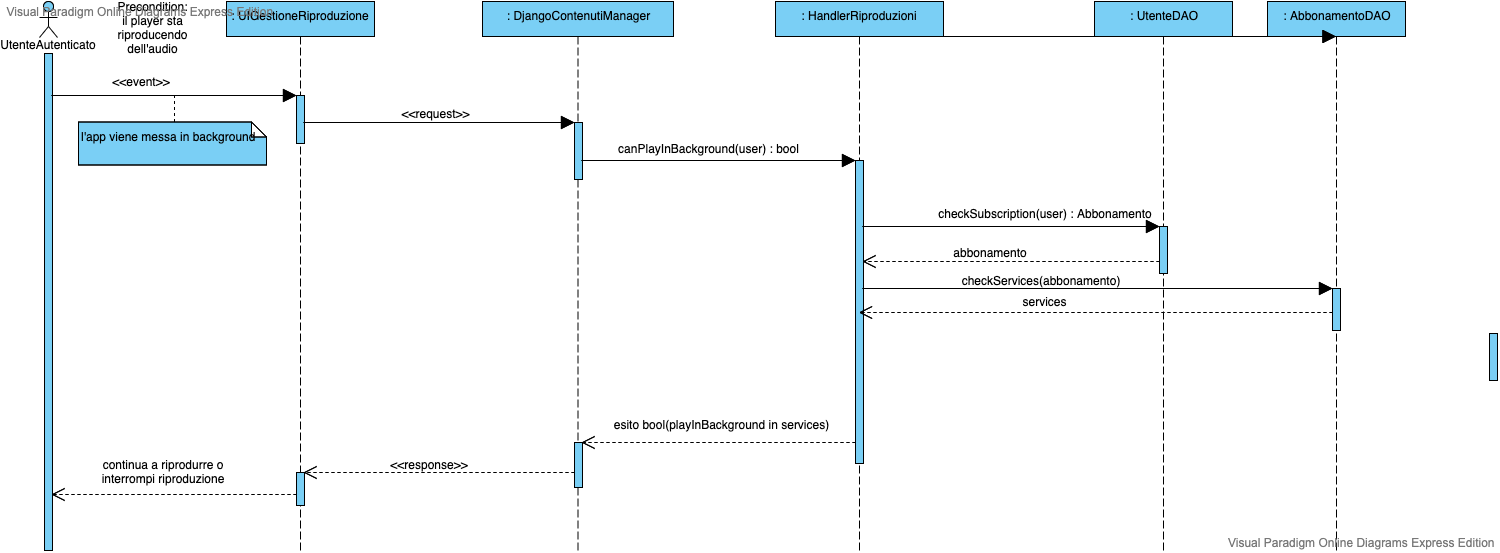 Visual Paradigm Online Diagrams Express Edition
Precondition:
il player sta
riproducendo
dell'audio
UtenteAutenticato
: UIGestioneRiproduzione
: DjangoContenutiManager
: HandlerRiproduzioni
: UtenteDAO
: AbbonamentoDAO
<<event>>
l'app viene messa in background
<<request>>
canPlayInBackground(user) : bool
checkSubscription(user) : Abbonamento
abbonamento
checkServices(abbonamento)
services
esito bool(playInBackground in services)
<<response>>
continua a riprodurre o
interrompi riproduzione
Visual Paradigm Online Diagrams Express Edition